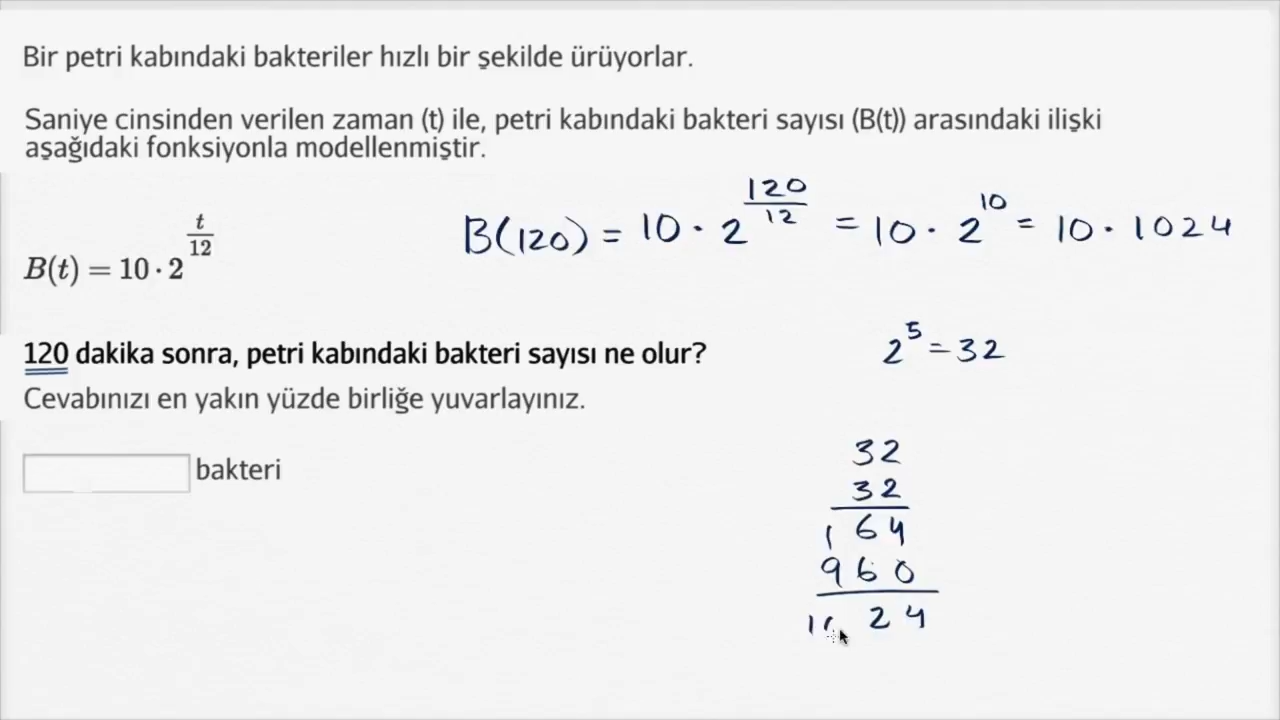 Bir petri kabındaki bakteriler hızlı bir şekilde ürüyorlar.
Saniye cinsinden verilen zaman (t) ile, petri kabındaki bakteri sayısı (B(t)) arasındaki ilişki
aşağıdaki fonksiyonla modellenmiştir.
B(t) = 10 · 2^(t/12)
B(120) = 10 · 2^(120/12) = 10 · 2^10 = 10 · 1024
120 dakika sonra, petri kabındaki bakteri sayısı ne olur?
2^5 = 32
Cevabınızı en yakın yüzde birliğe yuvarlayınız.
bakteri
32
32
1 64
960
1 24